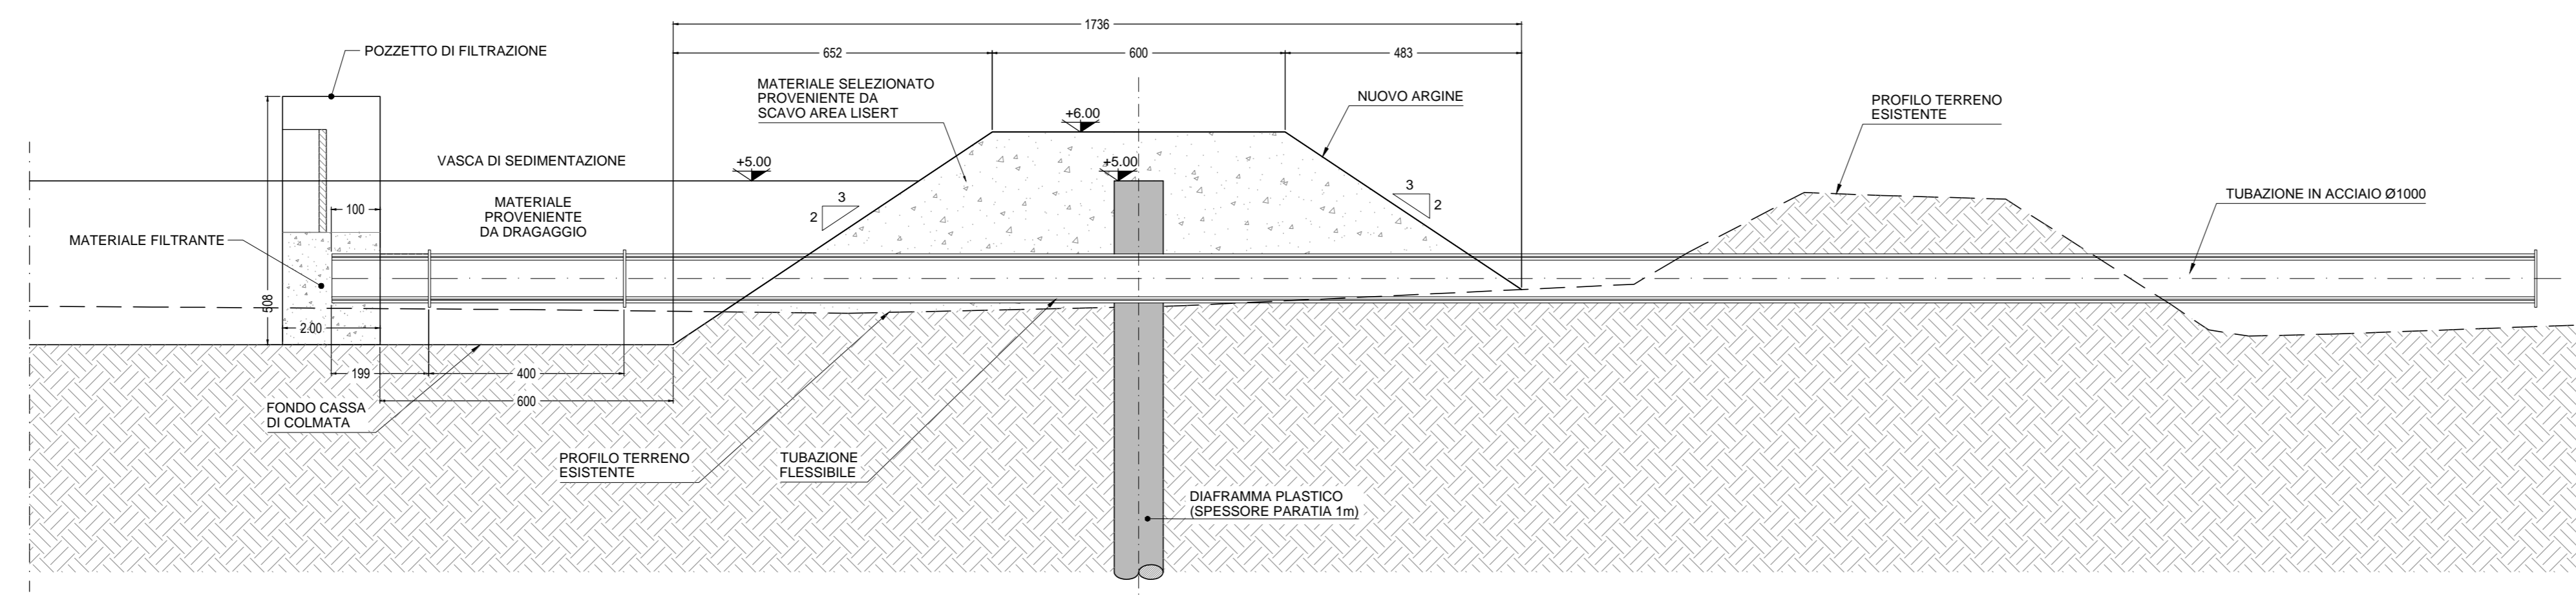 1736
652
600
483
POZZETTO DI FILTRAZIONE
MATERIALE SELEZIONATO
PROVENIENTE DA
SCAVO AREA LISERT
+6.00
NUOVO ARGINE
PROFILO TERRENO
ESISTENTE
VASCA DI SEDIMENTAZIONE
+5.00
+5.00
3
2
3
2
TUBAZIONE IN ACCIAIO Ø1000
100
MATERIALE
PROVENIENTE
DA DRAGAGGIO
MATERIALE FILTRANTE
508
2.00
199
400
600
FONDO CASSA
DI COLMATA
PROFILO TERRENO
ESISTENTE
TUBAZIONE
FLESSIBILE
DIAFRAMMA PLASTICO
(SPESSORE PARATIA 1m)